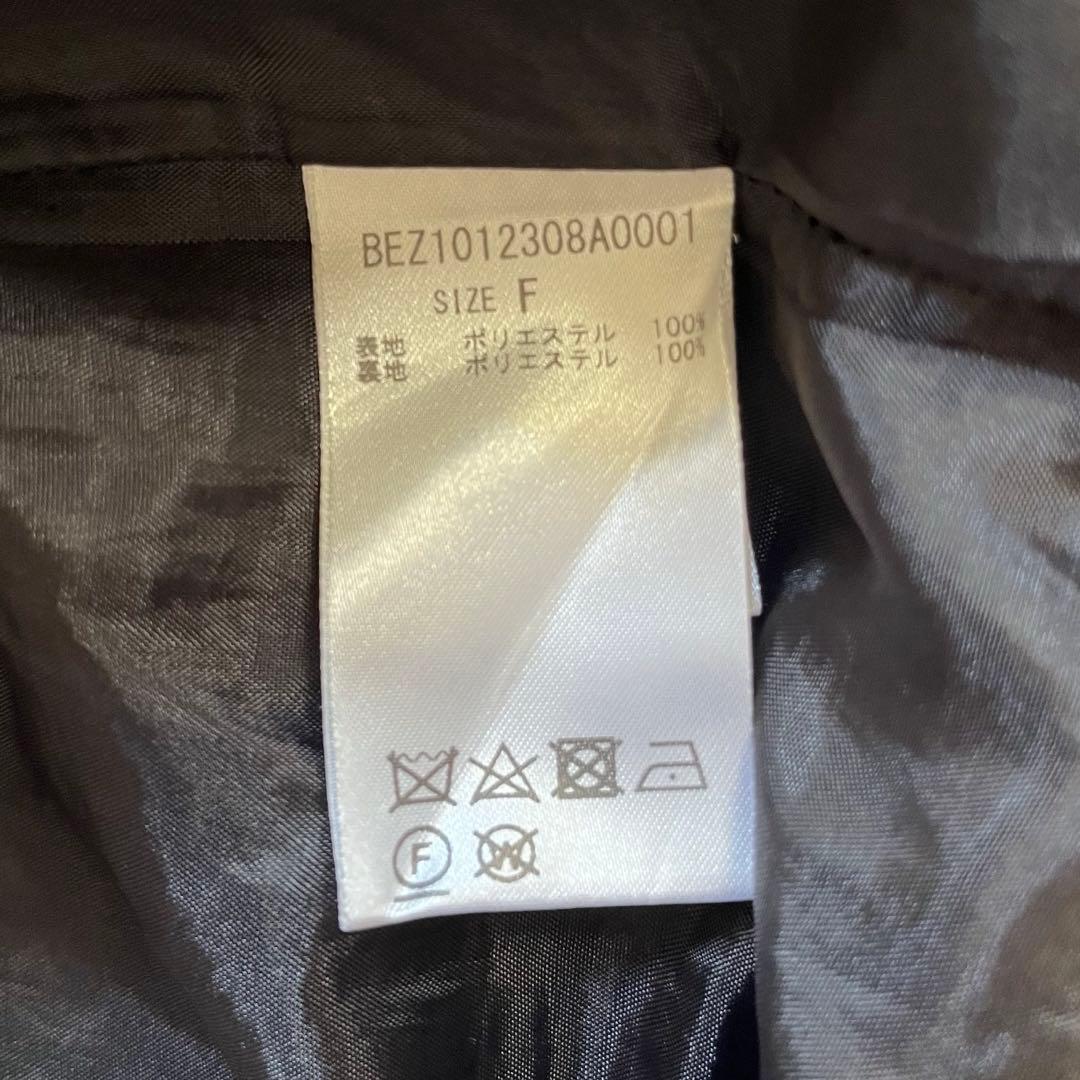 BEZ1012308A0001
SIZE F
表地 ポリエステル 100%
裏地 ポリエステル 100%
F W